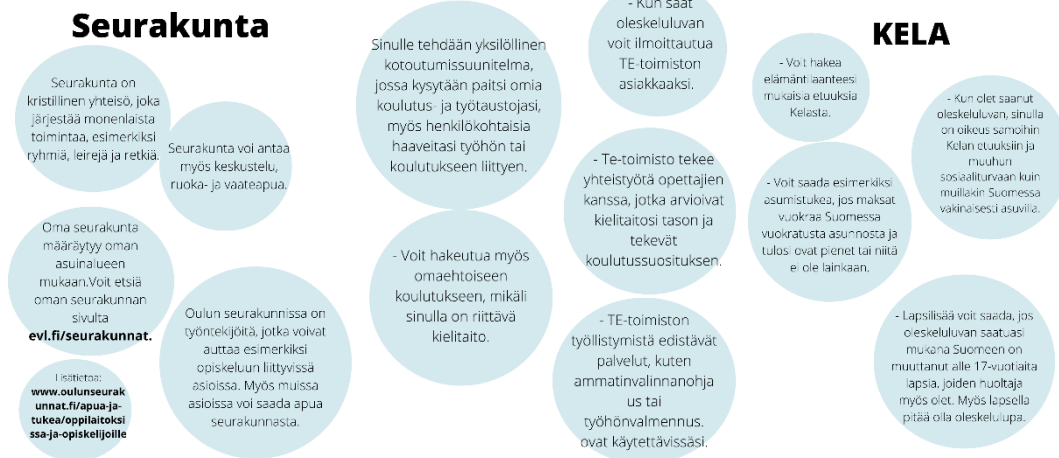 Seurakunta
Seurakunta on
kristillinen yhteisö, joka
järjestää monenlaista
toimintaa, esimerkiksi
ryhmiä, leirejä ja retkiä.
Seurakunta voi antaa
myös keskustelu,
ruoka- ja vaateapua.
Oma seurakunta
määräytyy oman
asuinalueen
mukaan.Voit etsiä
oman seurakunnan
sivulta
evl.fi/seurakunnat.
Oulun seurakunnissa on
työntekijöitä, jotka voivat
auttaa esimerkiksi
opiskeluun liittyvissä
asioissa. Myös muissa
asioissa voi saada apua
seurakunnasta.
Lisätietoa:
www.oulunseurak
unnat.fi/apua-ja-
tukea/oppilaitoksi
ssa-ja-opiskelijoille
Sinulle tehdään yksilöllinen
kotoutumissuunitelma,
jossa kysytään paitsi omia
koulutus- ja työtaustojasi,
myös henkilökohtaisia
haaveitasi työhön tai
koulutukseen liittyen.
- Voit hakeutua myös
omaehtoiseen
koulutukseen, mikäli
sinulla on riittävä
kielitaito.
- Kun saat
oleskeluluvan
voit ilmoittautua
TE-toimiston
asiakkaaksi.
- Te-toimisto tekee
yhteistyötä opettajien
kanssa, jotka arvioivat
kielitaitosi tason ja
tekevät
koulutussuosituksen.
- TE-toimiston
työllistymistä edistävät
palvelut, kuten
ammatinvalinnanohja
us tai
työhönvalmennus.
ovat käytettävissäsi.
KELA
- Voit hakea
elämäntilaanteesi
mukaisia etuuksia
Kelasta.
- Kun olet saanut
oleskeluluvan, sinulla
on oikeus samoihin
Kelan etuuksiin ja
muuhun
sosiaaliturvaan kuin
muillakin Suomessa
vakinaisesti asuvilla.
- Voit saada esimerkiksi
asumistukea, jos maksat
vuokraa Suomessa
vuokratusta asunnosta ja
tulosi ovat pienet tai niitä
ei ole lainkaan.
- Lapsilisää voit saada, jos
oleskeluluvan saatuasi
mukana Suomeen on
muuttanut alle 17-vuotiaita
lapsia, joiden huoltaja
myös olet. Myös lapsella
pitää olla oleskelulupa.